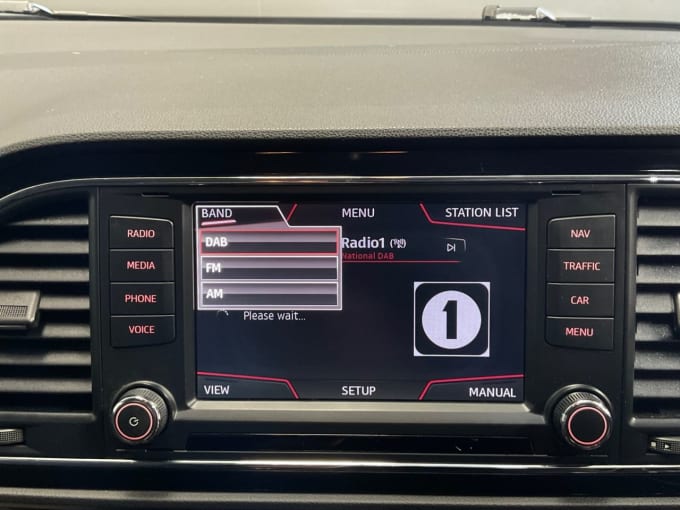 BAND MENU STATION LIST
DAB
FM
AM
Radio1
National DAB
Please wait...
1
VIEW SETUP MANUAL
RADIO
MEDIA
PHONE
VOICE
NAV
TRAFFIC
CAR
MENU